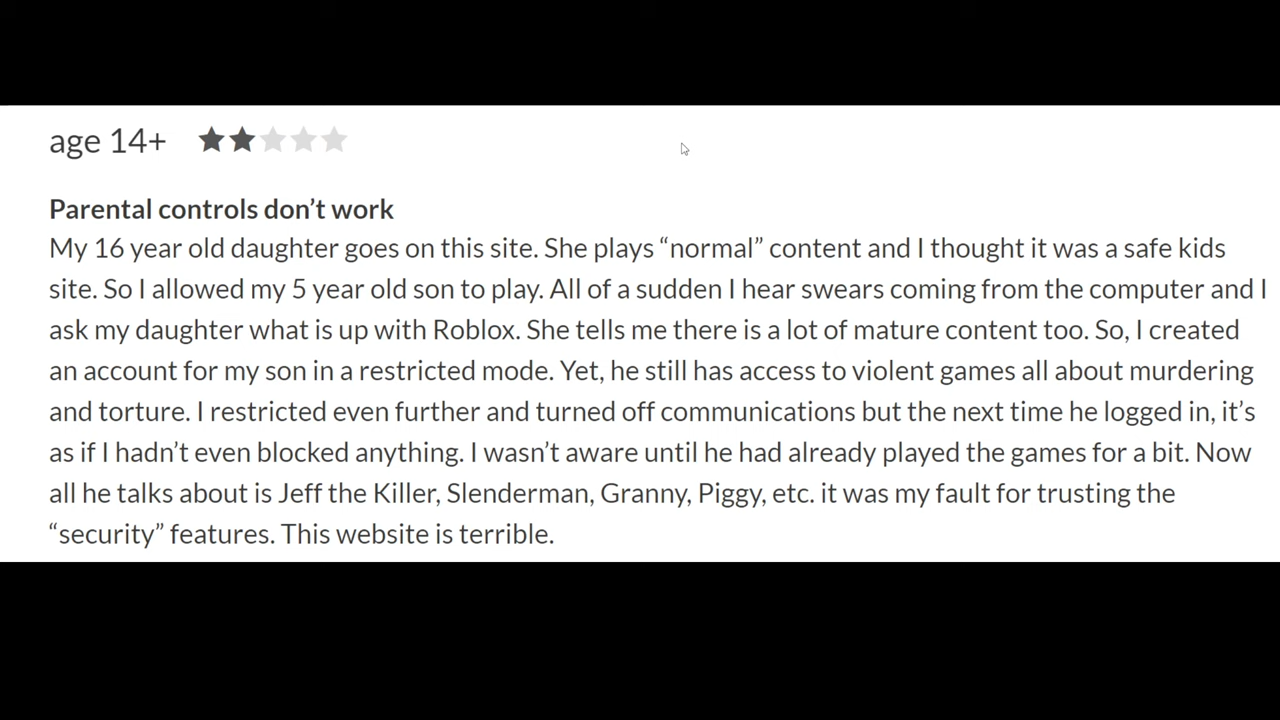 age 14+
Parental controls don’t work
My 16 year old daughter goes on this site. She plays “normal” content and I thought it was a safe kids
site. So I allowed my 5 year old son to play. All of a sudden I hear swears coming from the computer and I
ask my daughter what is up with Roblox. She tells me there is a lot of mature content too. So, I created
an account for my son in a restricted mode. Yet, he still has access to violent games all about murdering
and torture. I restricted even further and turned off communications but the next time he logged in, it’s
as if I hadn’t even blocked anything. I wasn’t aware until he had already played the games for a bit. Now
all he talks about is Jeff the Killer, Slenderman, Granny, Piggy, etc. it was my fault for trusting the
“security” features. This website is terrible.